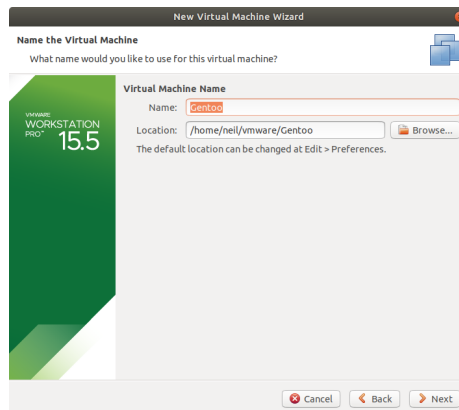 New Virtual Machine Wizard
Name the Virtual Machine
What name would you like to use for this virtual machine?
VMWARE
WORKSTATION
PRO™ 15.5
Virtual Machine Name
Name: Gentoo
Location: /home/neil/vmware/Gentoo Browse...
The default location can be changed at Edit > Preferences.
Cancel Back Next